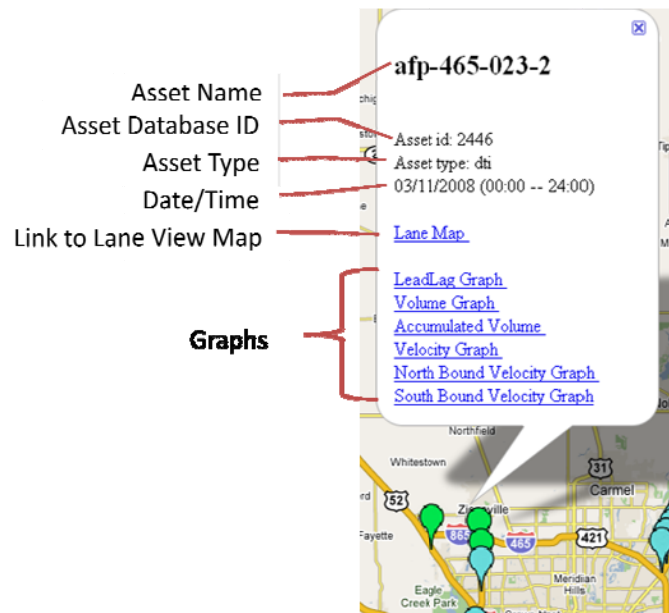 afp-465-023-2
Asset Name
Asset Database ID
Asset Type
Date/Time
Link to Lane View Map
Graphs
Asset id: 2446
Asset type: dti
03/11/2008 (00:00 -- 24:00)
Lane Map
LeadLag Graph
Volume Graph
Accumulated Volume
Velocity Graph
North Bound Velocity Graph
South Bound Velocity Graph
Northfield
Whitestown
31
Carmel
52
865
465
421
Fayette
Meridian
Hills
Eagle
Creek Park